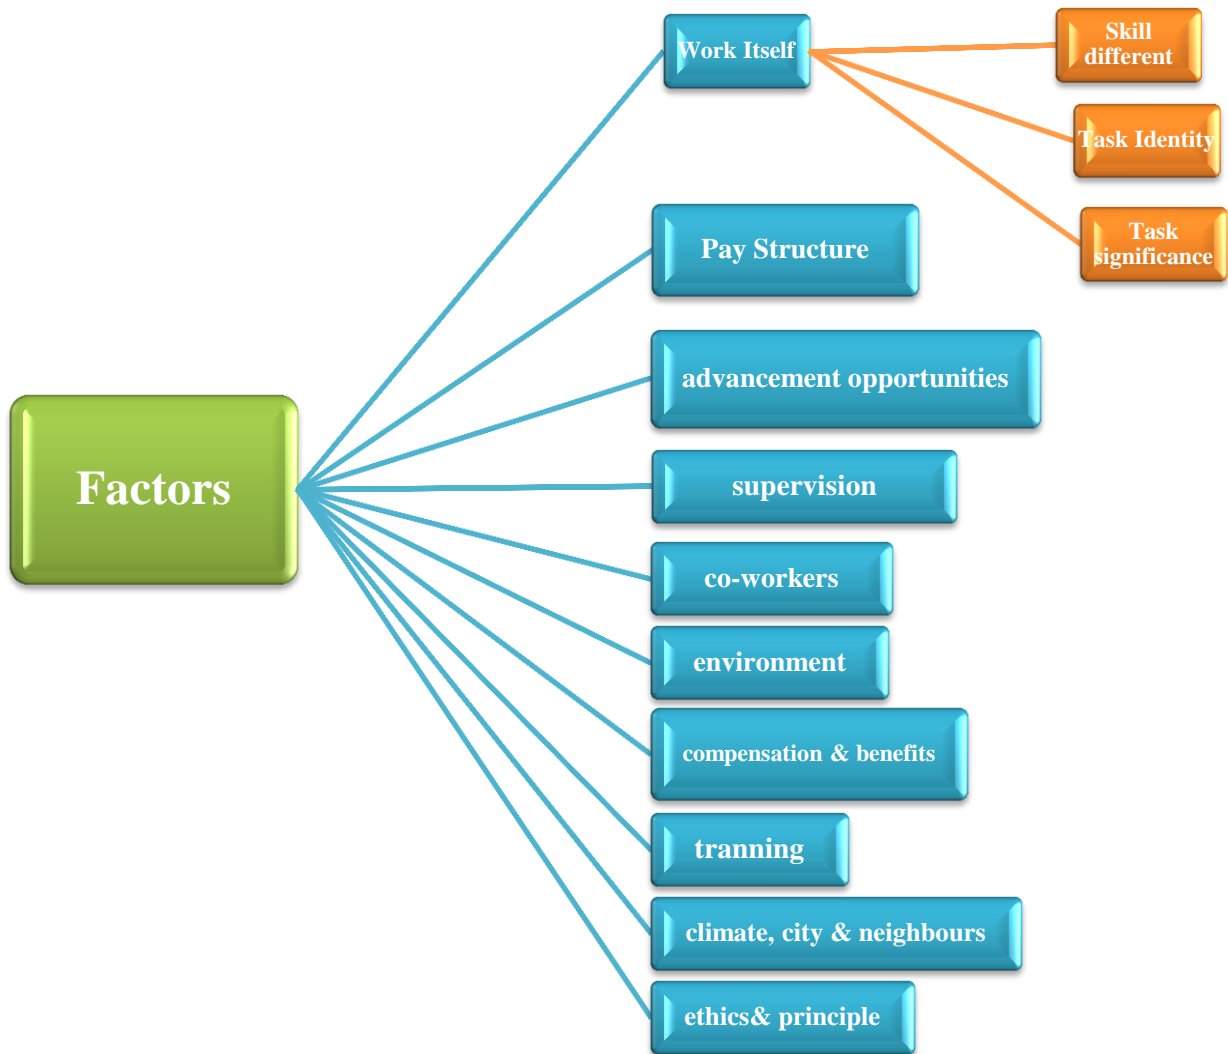 Factors
Work Itself
Skill
different
Task Identity
Task
significance
Pay Structure
advancement opportunities
supervision
co-workers
environment
compensation & benefits
tranning
climate, city & neighbours
ethics& principle